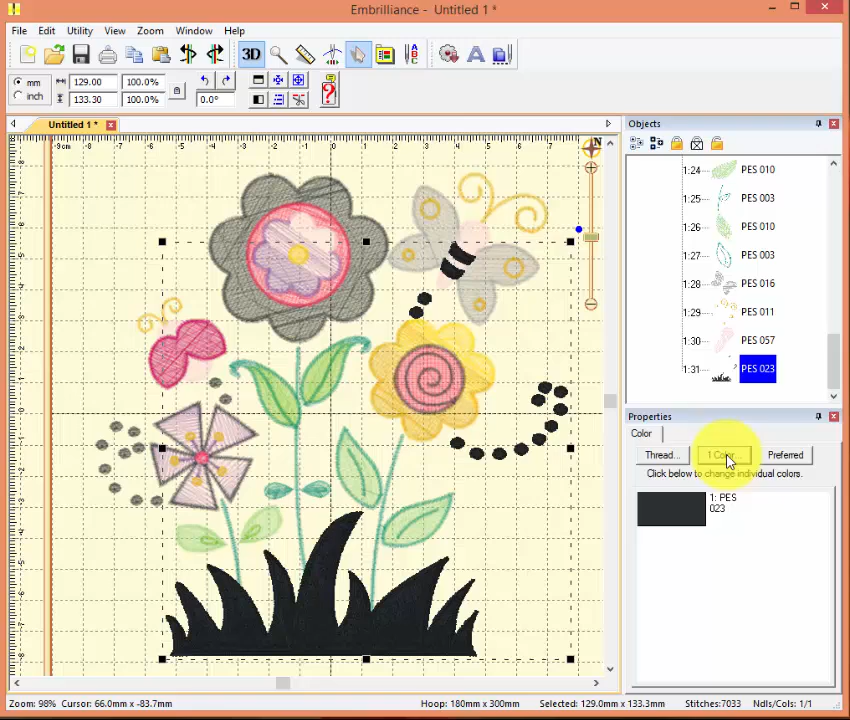 Embrilliance - Untitled 1 *
File Edit Utility View Zoom Window Help
3D
A B C
A
mm 129.00 100.0%
inch 133.30 100.0% 0.0°
?
Untitled 1 *
Objects
N
1:24 PES 010
1:25 PES 003
1:26 PES 010
1:27 PES 003
1:28 PES 016
1:29 PES 011
1:30 PES 057
1:31 PES 023
Properties
Color
Thread... 1 Color... Preferred
Click below to change individual colors.
1: PES
023
Zoom: 98% Cursor: 66.0mm x -83.7mm Hoop: 180mm x 300mm Selected: 129.0mm x 133.3mm Stitches:7033 Ndls/Cols: 1/1